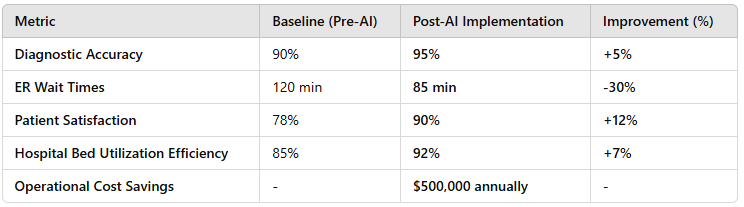 Metric Baseline (Pre-AI) Post-AI Implementation Improvement (%)
Diagnostic Accuracy 90% 95% +5%
ER Wait Times 120 min 85 min -30%
Patient Satisfaction 78% 90% +12%
Hospital Bed Utilization Efficiency 85% 92% +7%
Operational Cost Savings - $500,000 annually -